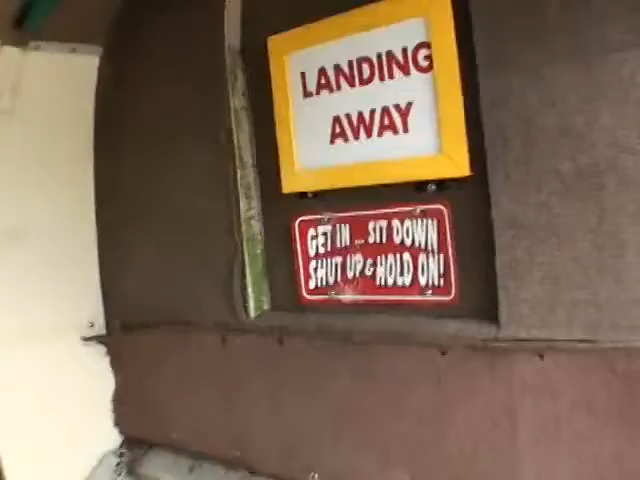 LANDING
AWAY
GET IN .. SIT DOWN
SHUT UP & HOLD ON!